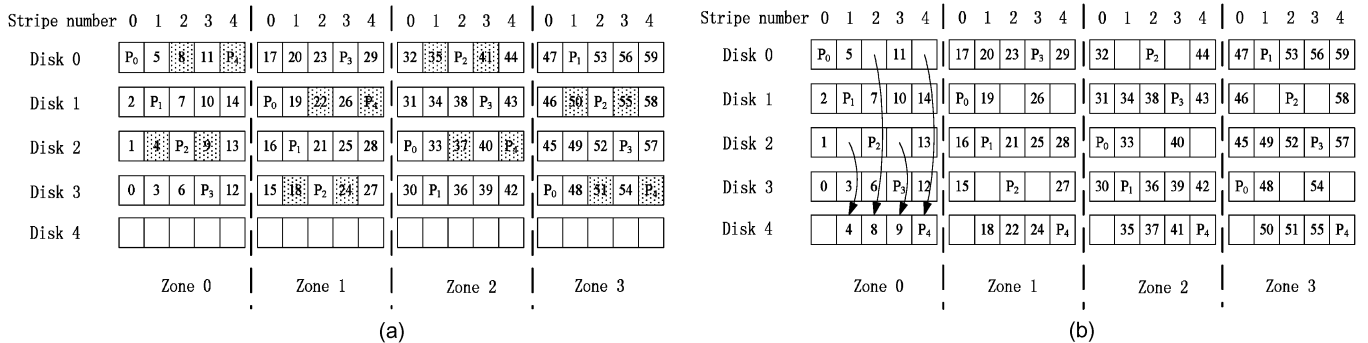 Stripe number 0 1 2 3 4 0 1 2 3 4 0 1 2 3 4 0 1 2 3 4
Disk 0 P0 5 8 11 P4 17 20 23 P3 29 32 35 P2 41 44 47 P1 53 56 59
Disk 1 2 P1 7 10 14 P0 19 22 26 P4 31 34 38 P3 43 46 50 P2 55 58
Disk 2 1 4 P2 9 13 16 P1 21 25 28 P0 33 37 40 P4 45 49 52 P3 57
Disk 3 0 3 6 P3 12 15 18 P2 24 27 30 P1 36 39 42 P0 48 51 54 P4
Disk 4
Zone 0 Zone 1 Zone 2 Zone 3
(a)
Stripe number 0 1 2 3 4 0 1 2 3 4 0 1 2 3 4 0 1 2 3 4
Disk 0 P0 5 11 17 20 23 P3 29 32 P2 44 47 P1 53 56 59
Disk 1 2 P1 7 10 14 P0 19 26 31 34 38 P3 43 46 P2 58
Disk 2 1 P2 13 16 P1 21 25 28 P0 33 40 45 49 52 P3 57
Disk 3 0 3 6 P3 12 15 P2 27 30 P1 36 39 42 P0 48 54
Disk 4 4 8 9 P4 18 22 24 P4 35 37 41 P4 50 51 55 P4
Zone 0 Zone 1 Zone 2 Zone 3
(b)